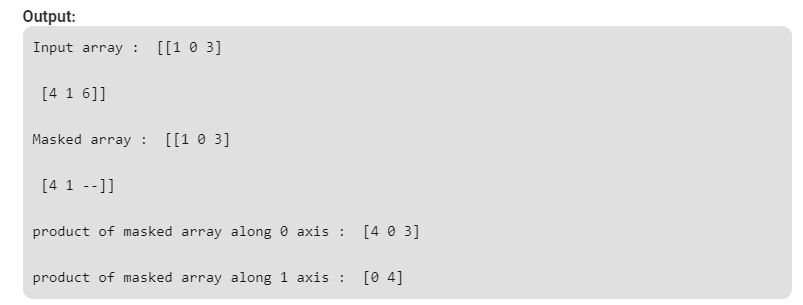 Output:
Input array :  [[1 0 3]
[4 1 6]]
Masked array :  [[1 0 3]
[4 1 --]]
product of masked array along 0 axis :  [4 0 3]
product of masked array along 1 axis :  [0 4]